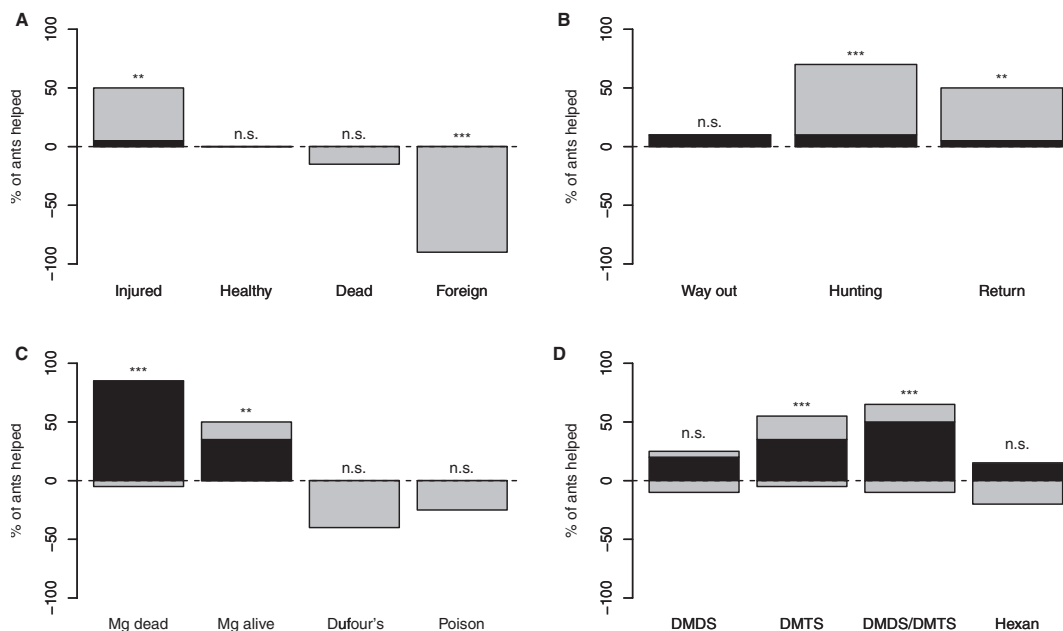 A
% of ants helped
100
50
0
−50
−100
**
n.s.
n.s.
***
Injured Healthy Dead Foreign
B
% of ants helped
100
50
0
−50
−100
n.s.
***
**
Way out Hunting Return
C
% of ants helped
100
50
0
−50
−100
***
**
n.s.
n.s.
Mg dead Mg alive Dufour's Poison
D
% of ants helped
100
50
0
−50
−100
n.s.
***
***
n.s.
DMDS DMTS DMDS/DMTS Hexan